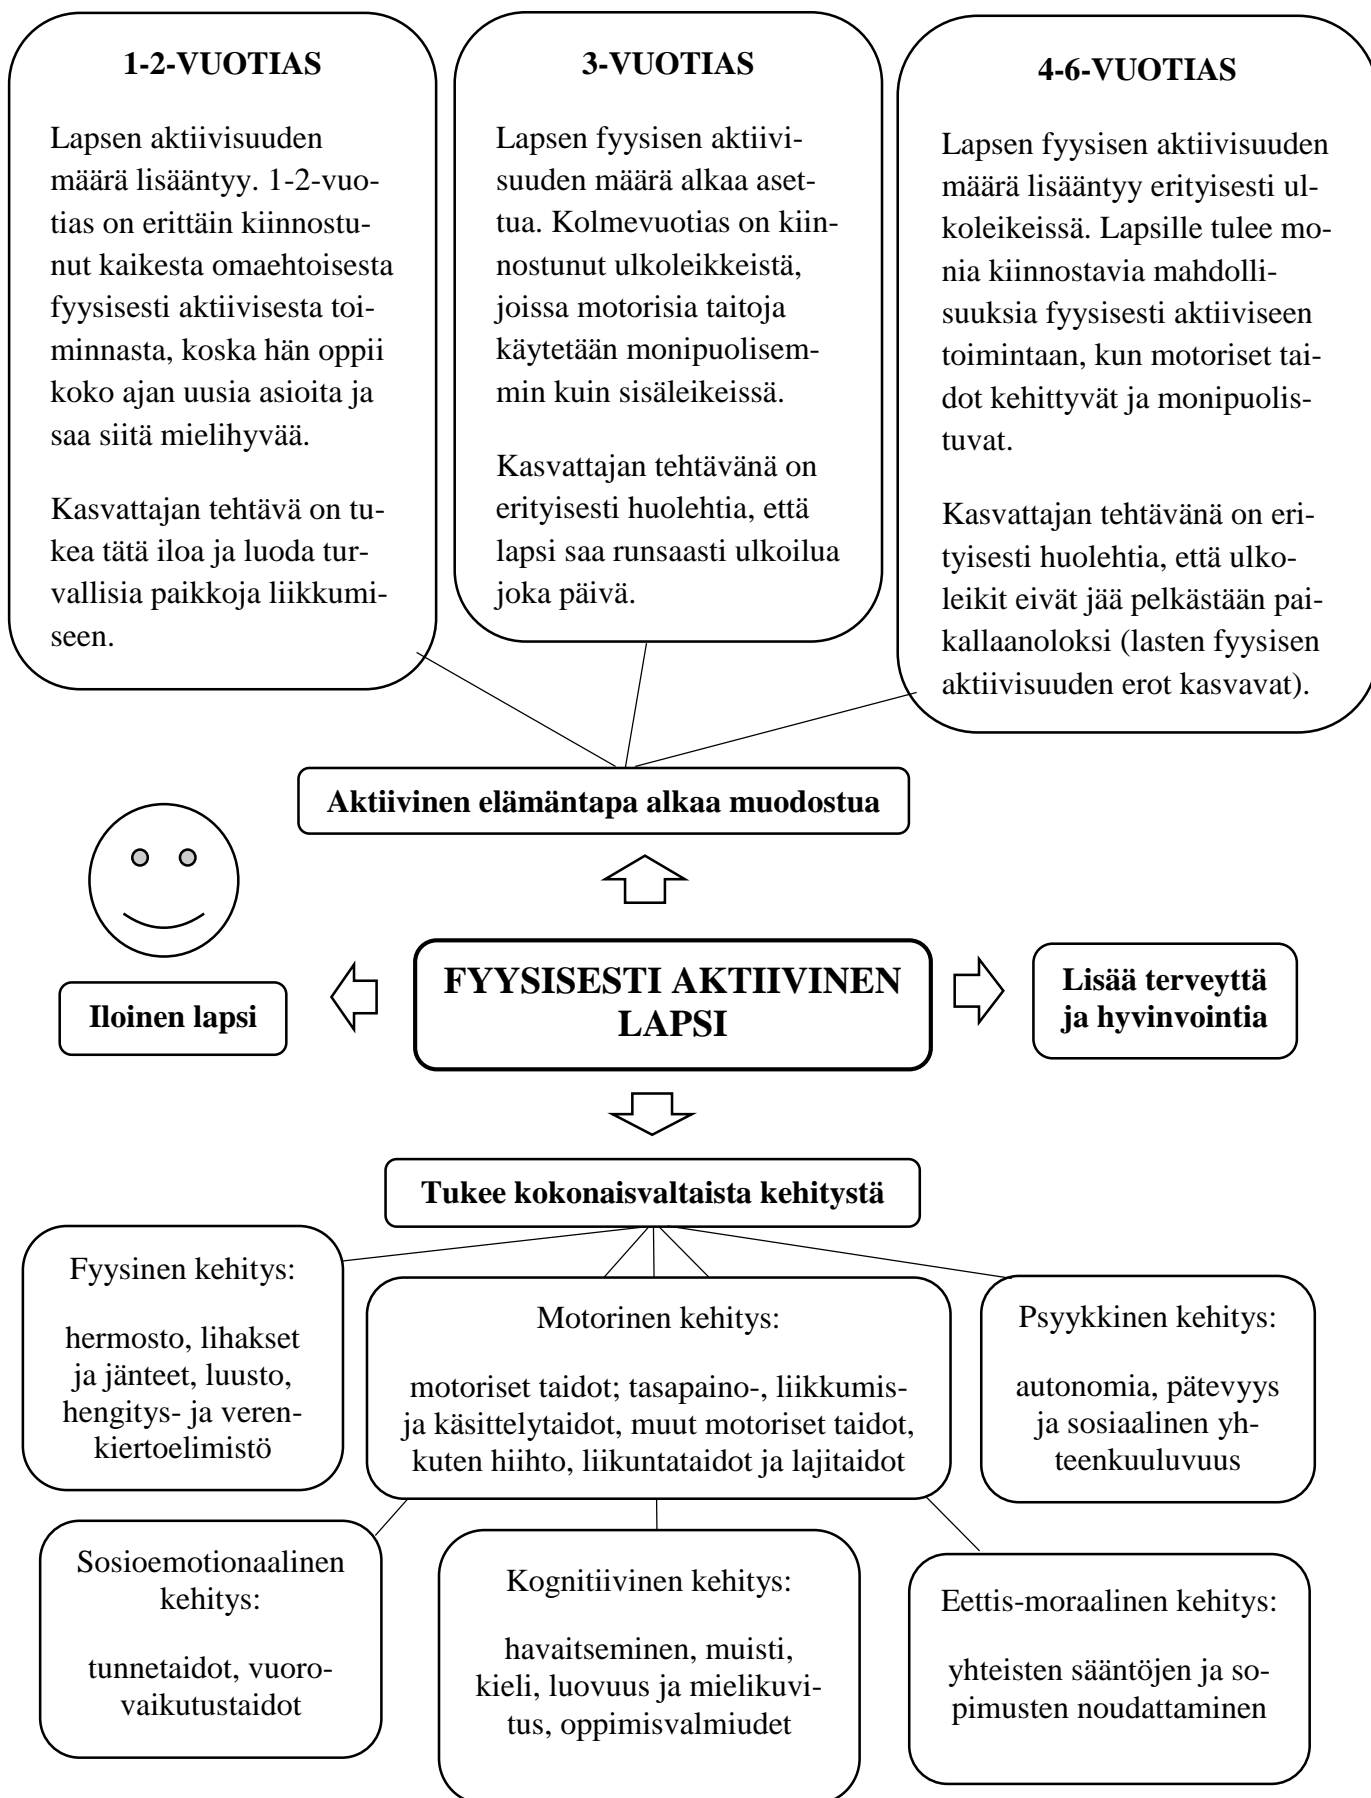 1-2-VUOTIAS
Lapsen aktiivisuuden
määrä lisääntyy. 1-2-vuo-
tias on erittäin kiinnostu-
nut kaikesta omaehtoisesta
fyysisesti aktiivisesta toi-
minnasta, koska hän oppii
koko ajan uusia asioita ja
saa siitä mielihyvää.
Kasvattajan tehtävä on tu-
kea tätä iloa ja luoda tur-
vallisia paikkoja liikkumi-
seen.
3-VUOTIAS
Lapsen fyysisen aktiivi-
suuden määrä alkaa aset-
tua. Kolmevuotias on kiin-
nostunut ulkoleikkeistä,
joissa motorisia taitoja
käytetään monipuolisem-
min kuin sisäleikeissä.
Kasvattajan tehtävänä on
erityisesti huolehtia, että
lapsi saa runsaasti ulkoilua
joka päivä.
4-6-VUOTIAS
Lapsen fyysisen aktiivisuuden
määrä lisääntyy erityisesti ul-
koleikeissä. Lapsille tulee mo-
nia kiinnostavia mahdolli-
suuksia fyysisesti aktiiviseen
toimintaan, kun motoriset tai-
dot kehittyvät ja monipuolis-
tuvat.
Kasvattajan tehtävänä on eri-
tyisesti huolehtia, että ulko-
leikit eivät jää pelkästään pai-
kallaanoloksi (lasten fyysisen
aktiivisuuden erot kasvavat).
Aktiivinen elämäntapa alkaa muodostua
Iloinen lapsi
FYYSISESTI AKTIIVINEN
LAPSI
Lisää terveyttä
ja hyvinvointia
Tukee kokonaisvaltaista kehitystä
Fyysinen kehitys:
hermosto, lihakset
ja jänteet, luusto,
hengitys- ja veren-
kiertoelimistö
Motorinen kehitys:
motoriset taidot; tasapaino-, liikkumis-
ja käsittelytaidot, muut motoriset taidot,
kuten hiihto, liikuntataidot ja lajitaidot
Psyykkinen kehitys:
autonomia, pätevyys
ja sosiaalinen yh-
teenkuuluvuus
Sosioemotionaalinen
kehitys:
tunnetaidot, vuoro-
vaikutustaidot
Kognitiivinen kehitys:
havaitseminen, muisti,
kieli, luovuus ja mielikuvi-
tus, oppimisvalmiudet
Eettis-moraalinen kehitys:
yhteisten sääntöjen ja so-
pimusten noudattaminen